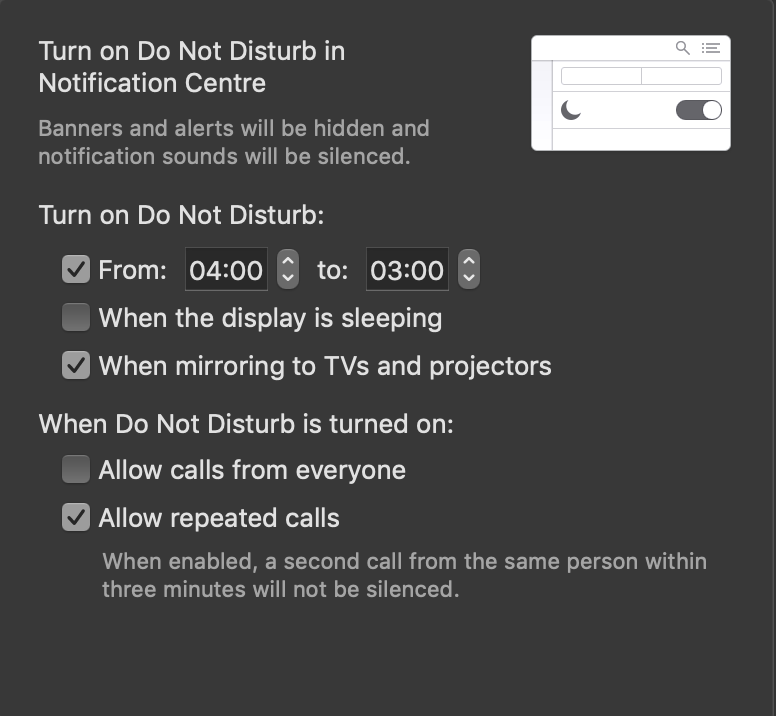 Turn on Do Not Disturb in
Notification Centre
Banners and alerts will be hidden and
notification sounds will be silenced.
Turn on Do Not Disturb:
From: 04:00 to: 03:00
When the display is sleeping
When mirroring to TVs and projectors
When Do Not Disturb is turned on:
Allow calls from everyone
Allow repeated calls
When enabled, a second call from the same person within
three minutes will not be silenced.